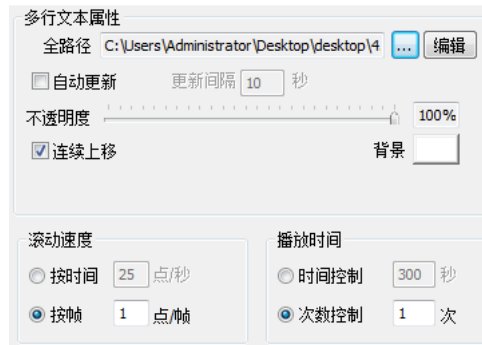 多行文本属性
全路径 C:\Users\Administrator\Desktop\desktop\4 ... 编辑
自动更新 更新间隔 10 秒
不透明度 100%
连续上移 背景
滚动速度 播放时间
按时间 25 点/秒 时间控制 300 秒
按帧 1 点/帧 次数控制 1 次